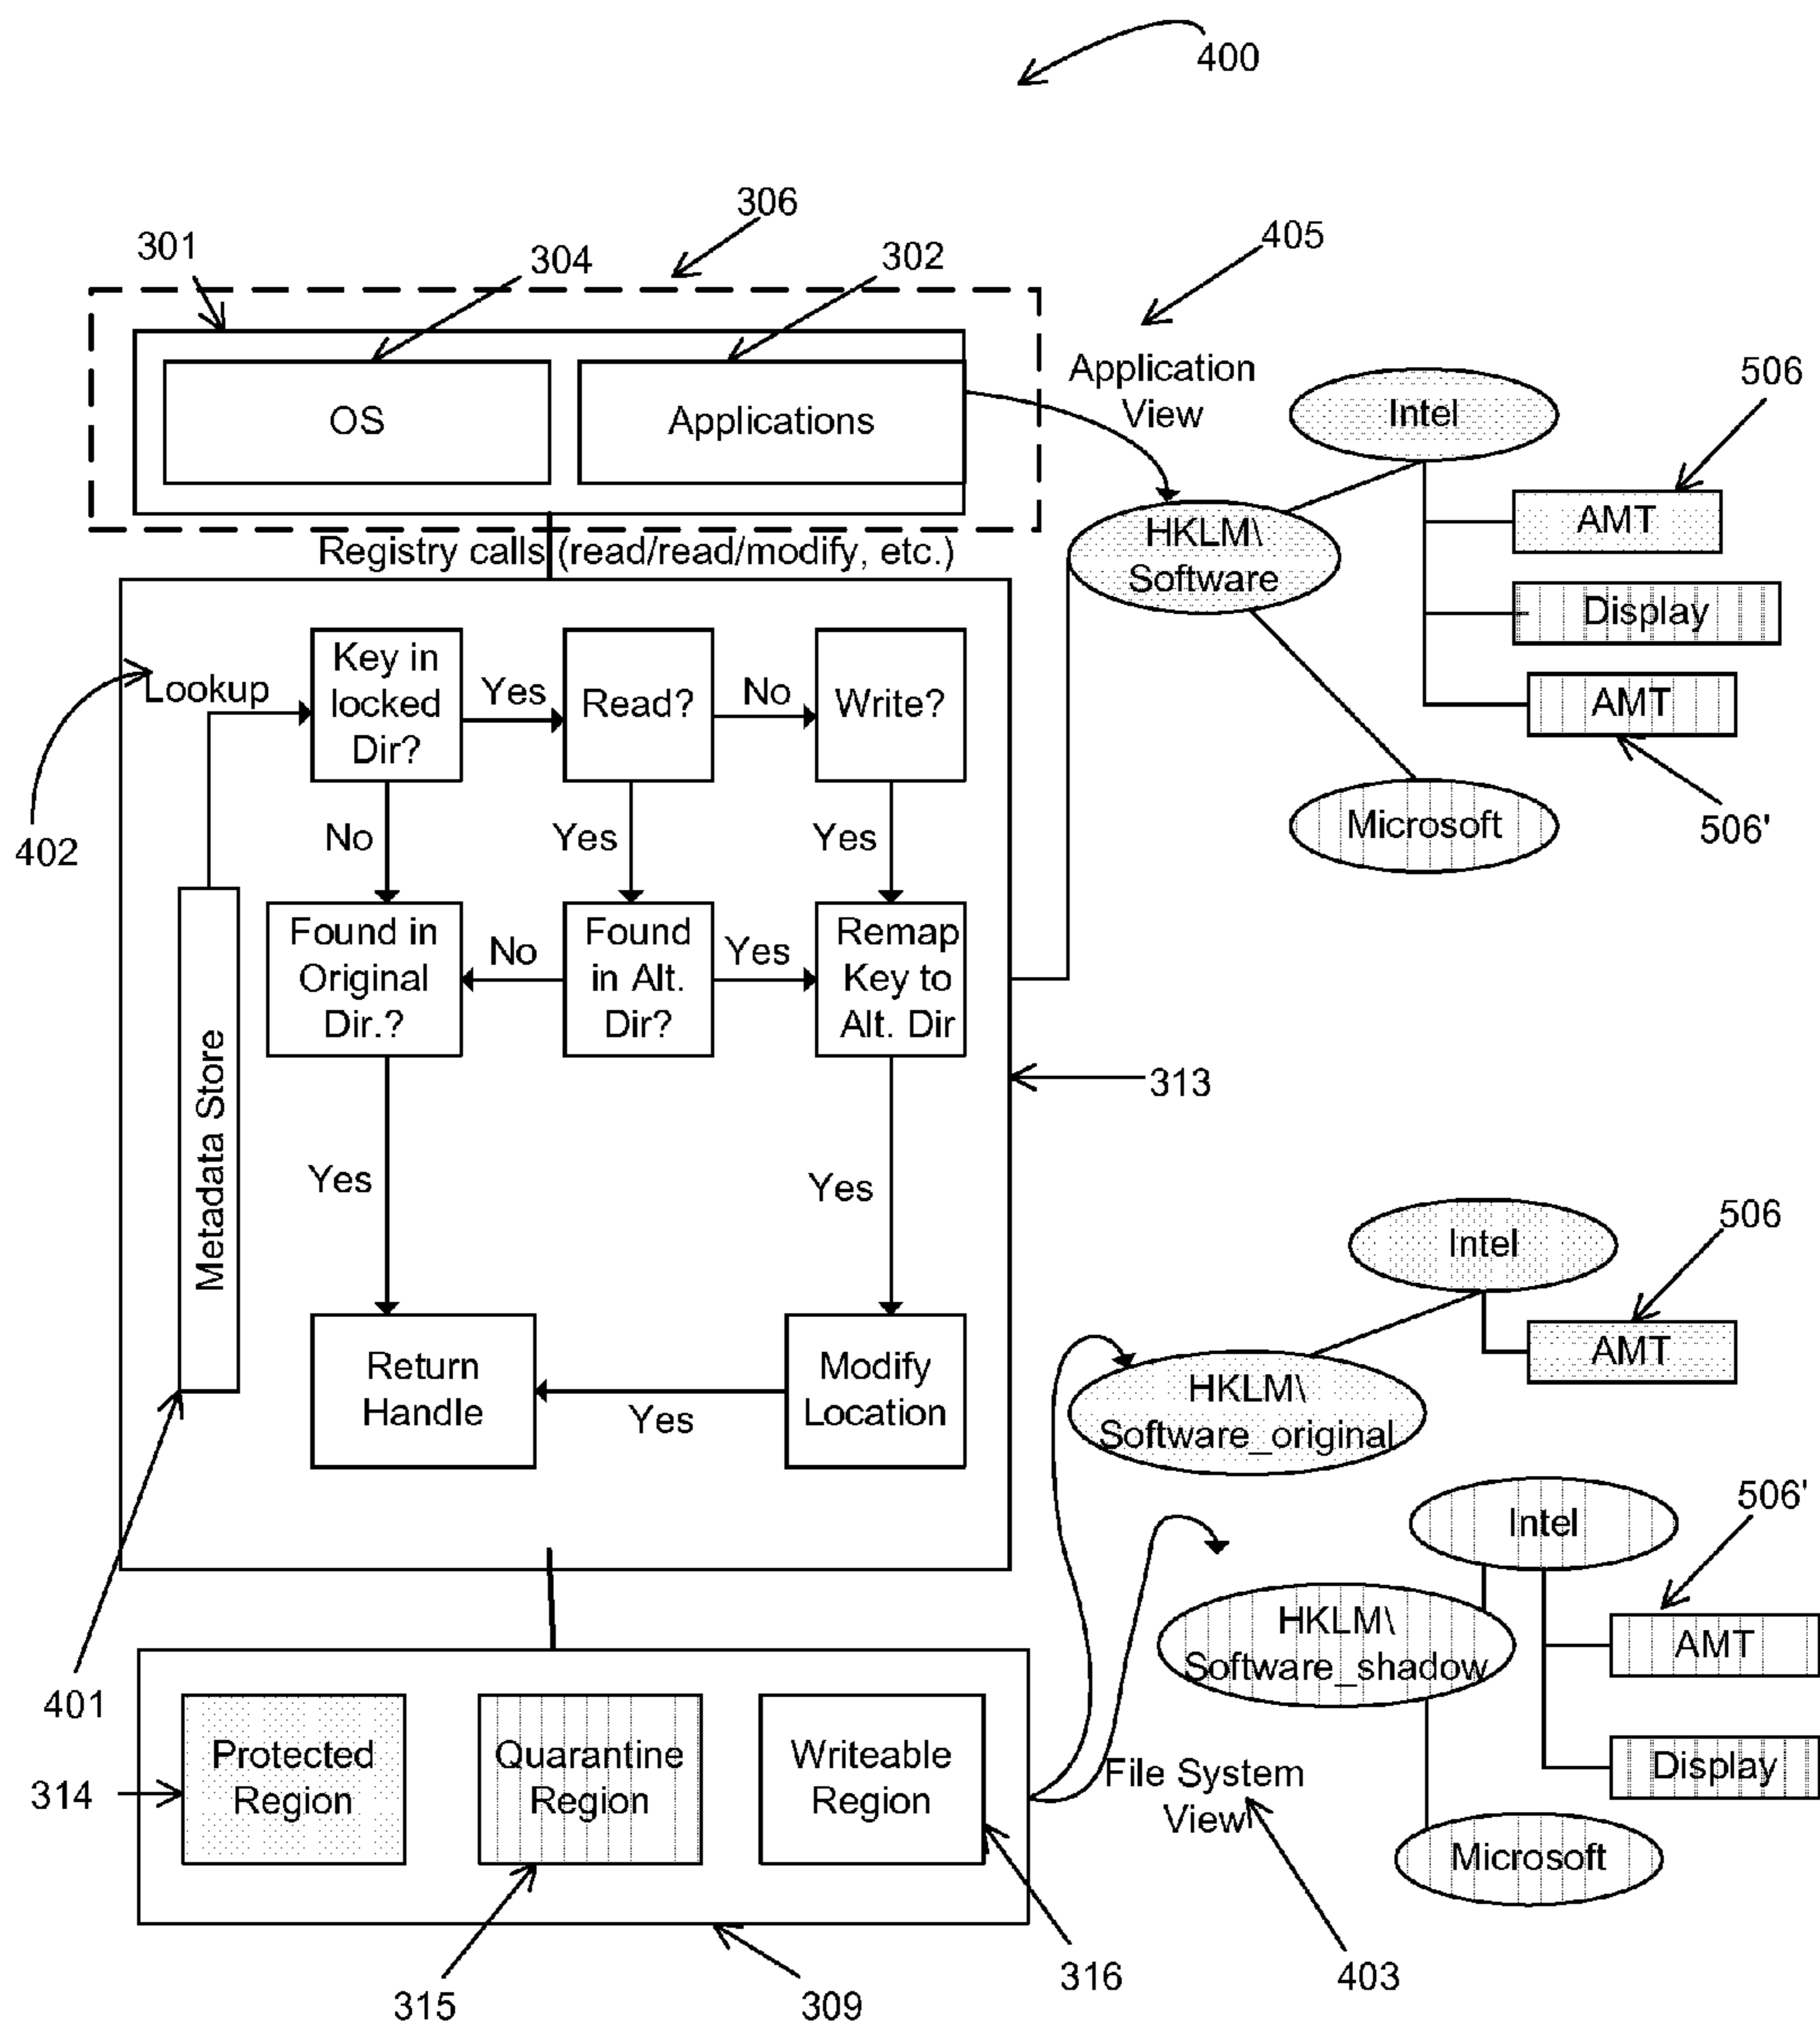 400
306
301
304
302
405
OS
Applications
Application
View
Intel
506
AMT
Display
AMT
506'
HKLM\
Software
Microsoft
Registry calls (read/read/modify, etc.)
402
Lookup
Key in
locked
Dir?
Yes
Read?
No
Write?
No
Yes
Yes
Found in
Original
Dir.?
No
Found
in Alt.
Dir?
Yes
Remap
Key to
Alt. Dir
313
Metadata Store
Yes
Yes
Return
Handle
Yes
Modify
Location
401
Intel
506
AMT
HKLM\
Software_original
Intel
506'
AMT
HKLM\
Software_shadow
Display
Microsoft
File System
View
403
314
Protected
Region
Quarantine
Region
Writeable
Region
315
309
316